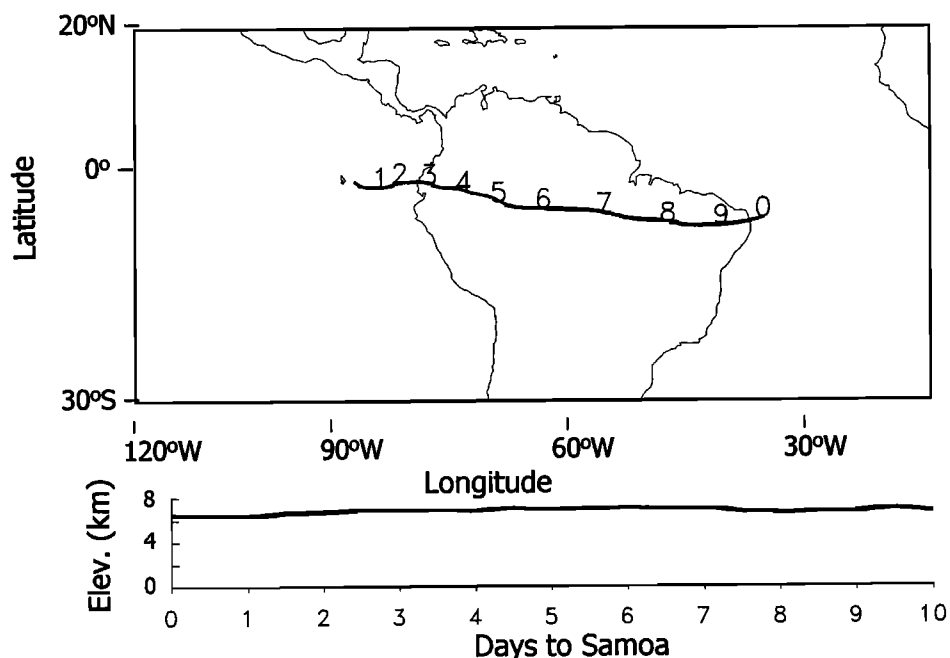 20ºN
0º
30ºS
Latitude
1 2 3 4 5 6 7 8 9 0
120ºW 90ºW 60ºW 30ºW
Longitude
Elev. (km)
8
4
0
0 1 2 3 4 5 6 7 8 9 10
Days to Samoa